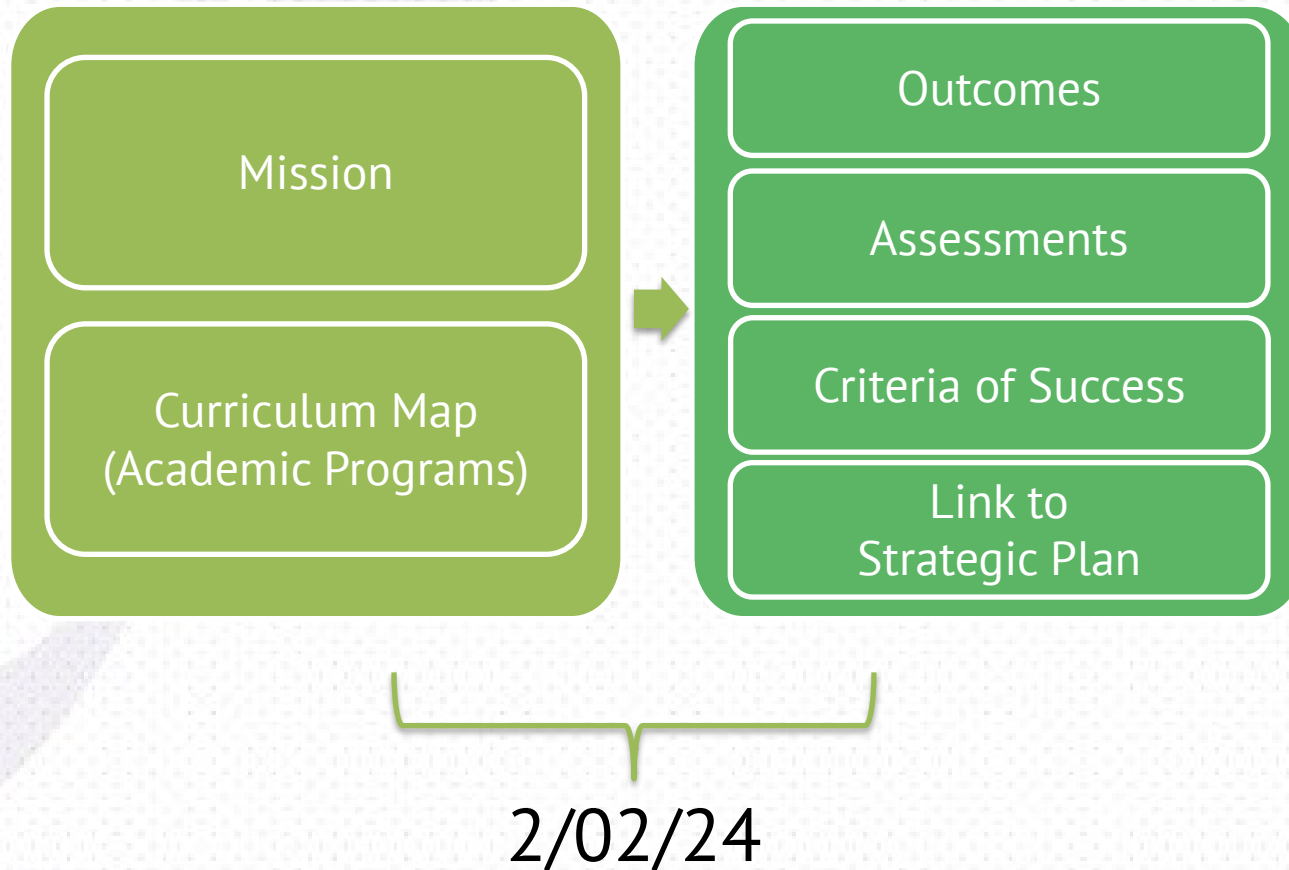 Mission
Curriculum Map
(Academic Programs)
Outcomes
Assessments
Criteria of Success
Link to
Strategic Plan
2/02/24